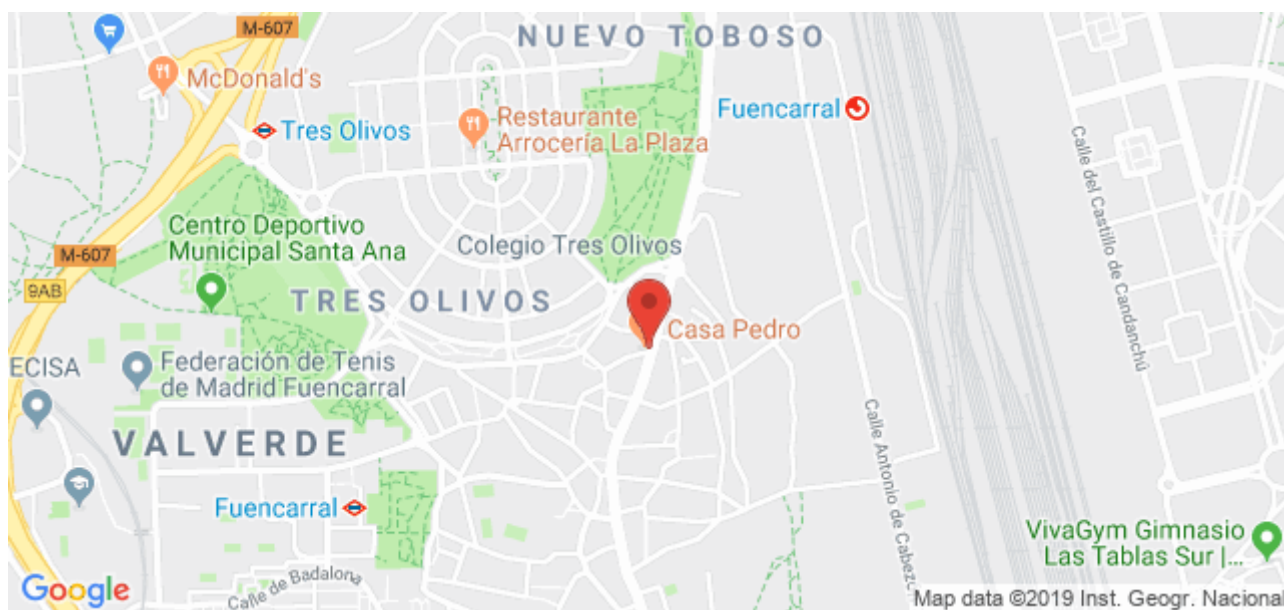 M-607
NUEVO TOBOSO
McDonald's
Tres Olivos
Restaurante
Arrocería La Plaza
Fuencarral
Calle del Castillo de Candanchú
Centro Deportivo
Municipal Santa Ana
Colegio Tres Olivos
M-607
9AB
TRES OLIVOS
Casa Pedro
ECISA
Federación de Tenis
de Madrid Fuencarral
VALVERDE
Calle Antonio de Cabez
Fuencarral
VivaGym Gimnasio
Las Tablas Sur |...
Calle de Badalona
Google
Map data ©2019 Inst. Geogr. Nacional